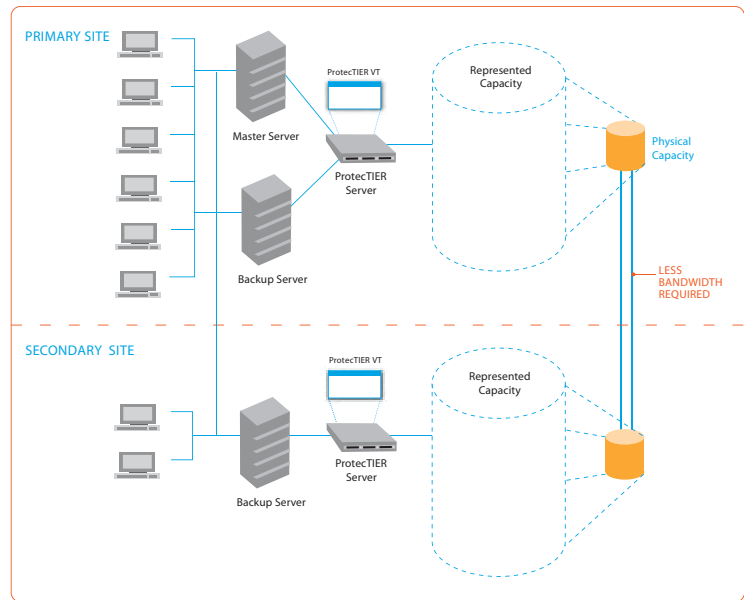 PRIMARY SITE
ProtecTIER VT
Represented
Capacity
Master Server
ProtecTIER
Server
Physical
Capacity
Backup Server
LESS
BANDWIDTH
REQUIRED
SECONDARY SITE
ProtecTIER VT
Represented
Capacity
ProtecTIER
Server
Backup Server